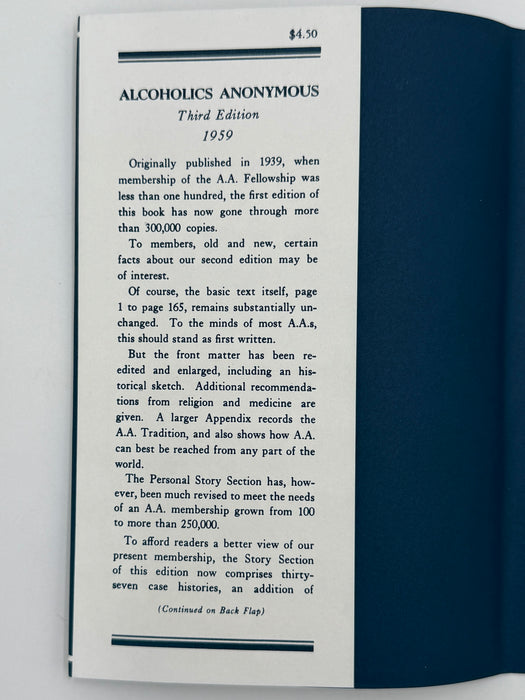 $4.50
ALCOHOLICS ANONYMOUS
Third Edition
1959
Originally published in 1939, when
membership of the A.A. Fellowship was
less than one hundred, the first edition of
this book has now gone through more
than 300,000 copies.
To members, old and new, certain
facts about our second edition may be
of interest.
Of course, the basic text itself, page
1 to page 165, remains substantially un-
changed. To the minds of most A.A.s,
this should stand as first written.
But the front matter has been re-
edited and enlarged, including an his-
torical sketch. Additional recommenda-
tions from religion and medicine are
given. A larger Appendix records the
A.A. Tradition, and also shows how A.A.
can best be reached from any part of the
world.
The Personal Story Section has, how-
ever, been much revised to meet the needs
of an A.A. membership grown from 100
to more than 250,000.
To afford readers a better view of our
present membership, the Story Section
of this edition now comprises thirty-
seven case histories, an addition of
(Continued on Back Flap)